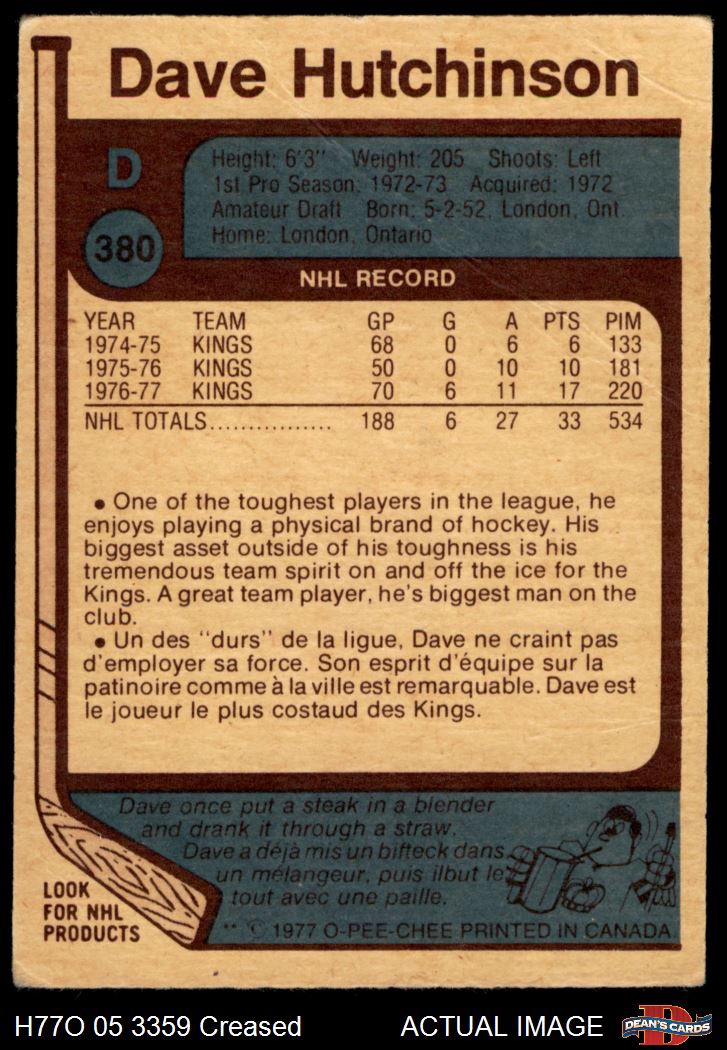 Dave Hutchinson
D
380
Height: 6'3" Weight: 205 Shoots: Left
1st Pro Season: 1972-73 Acquired: 1972
Amateur Draft Born: 5-2-52, London, Ont.
Home: London, Ontario
NHL RECORD
YEAR TEAM GP G A PTS PIM
1974-75 KINGS 68 0 6 6 133
1975-76 KINGS 50 0 10 10 181
1976-77 KINGS 70 6 11 17 220
NHL TOTALS................ 188 6 27 33 534
• One of the toughest players in the league, he
enjoys playing a physical brand of hockey. His
biggest asset outside of his toughness is his
tremendous team spirit on and off the ice for the
Kings. A great team player, he's biggest man on the
club.
• Un des "durs" de la ligue, Dave ne craint pas
d'employer sa force. Son esprit d'équipe sur la
patinoire comme à la ville est remarquable. Dave est
le joueur le plus costaud des Kings.
Dave once put a steak in a blender
and drank it through a straw.
Dave a déjà mis un bifteck dans
un mélangeur, puis ilbut le
tout avec une paille.
LOOK
FOR NHL
PRODUCTS
** © 1977 O-PEE-CHEE PRINTED IN CANADA
H77O 05 3359 Creased ACTUAL IMAGE
D
DEAN'S CARDS